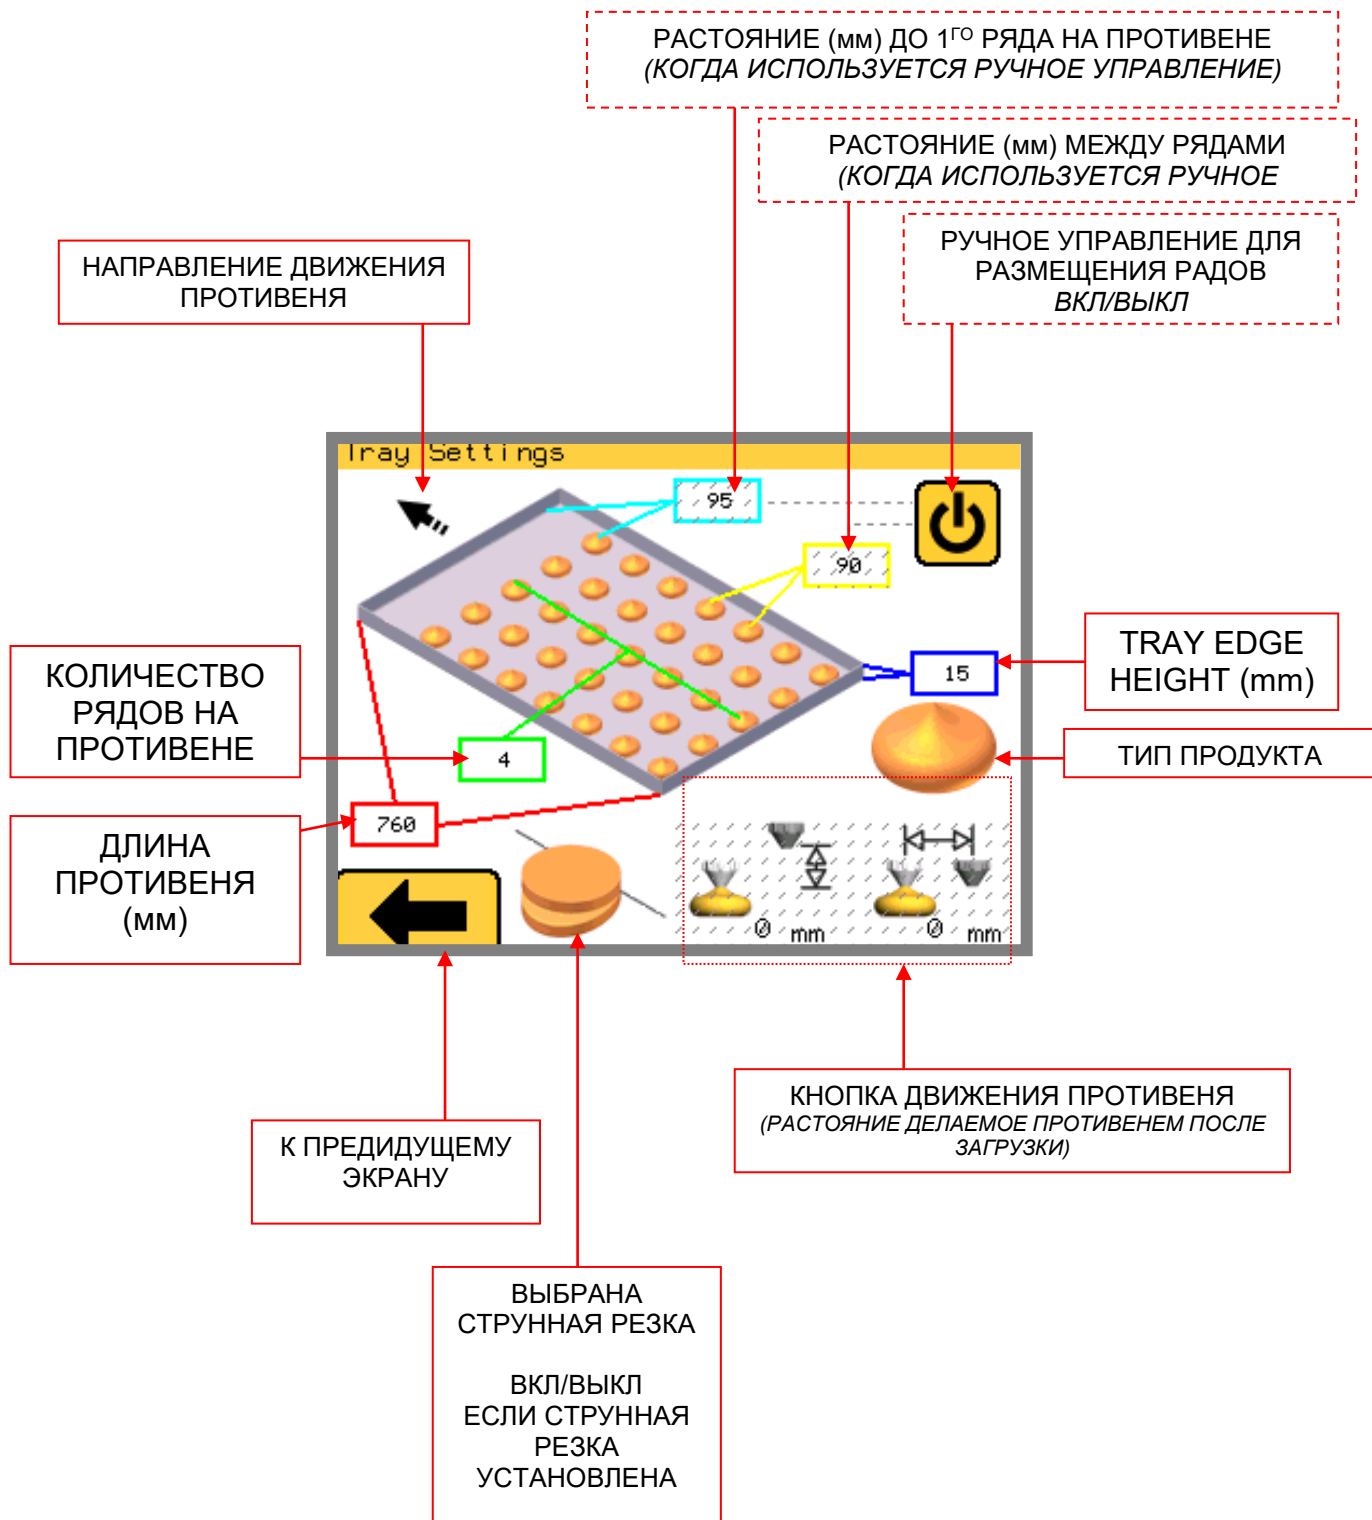 РАСТОЯНИЕ (мм) ДО 1ГО РЯДА НА ПРОТИВЕНЕ
(КОГДА ИСПОЛЬЗУЕТСЯ РУЧНОЕ УПРАВЛЕНИЕ)
РАСТОЯНИЕ (мм) МЕЖДУ РЯДАМИ
(КОГДА ИСПОЛЬЗУЕТСЯ РУЧНОЕ
РУЧНОЕ УПРАВЛЕНИЕ ДЛЯ
РАЗМЕЩЕНИЯ РАДОВ
ВКЛ/ВЫКЛ
НАПРАВЛЕНИЕ ДВИЖЕНИЯ
ПРОТИВЕНЯ
Tray Settings
95
90
15
4
760
0 mm
0 mm
TRAY EDGE
HEIGHT (mm)
КОЛИЧЕСТВО
РЯДОВ НА
ПРОТИВЕНЕ
ТИП ПРОДУКТА
ДЛИНА
ПРОТИВЕНЯ
(мм)
КНОПКА ДВИЖЕНИЯ ПРОТИВЕНЯ
(РАСТОЯНИЕ ДЕЛАЕМОЕ ПРОТИВЕНЕМ ПОСЛЕ
ЗАГРУЗКИ)
К ПРЕДИДУЩЕМУ
ЭКРАНУ
ВЫБРАНА
СТРУННАЯ РЕЗКА
ВКЛ/ВЫКЛ
ЕСЛИ СТРУННАЯ
РЕЗКА
УСТАНОВЛЕНА